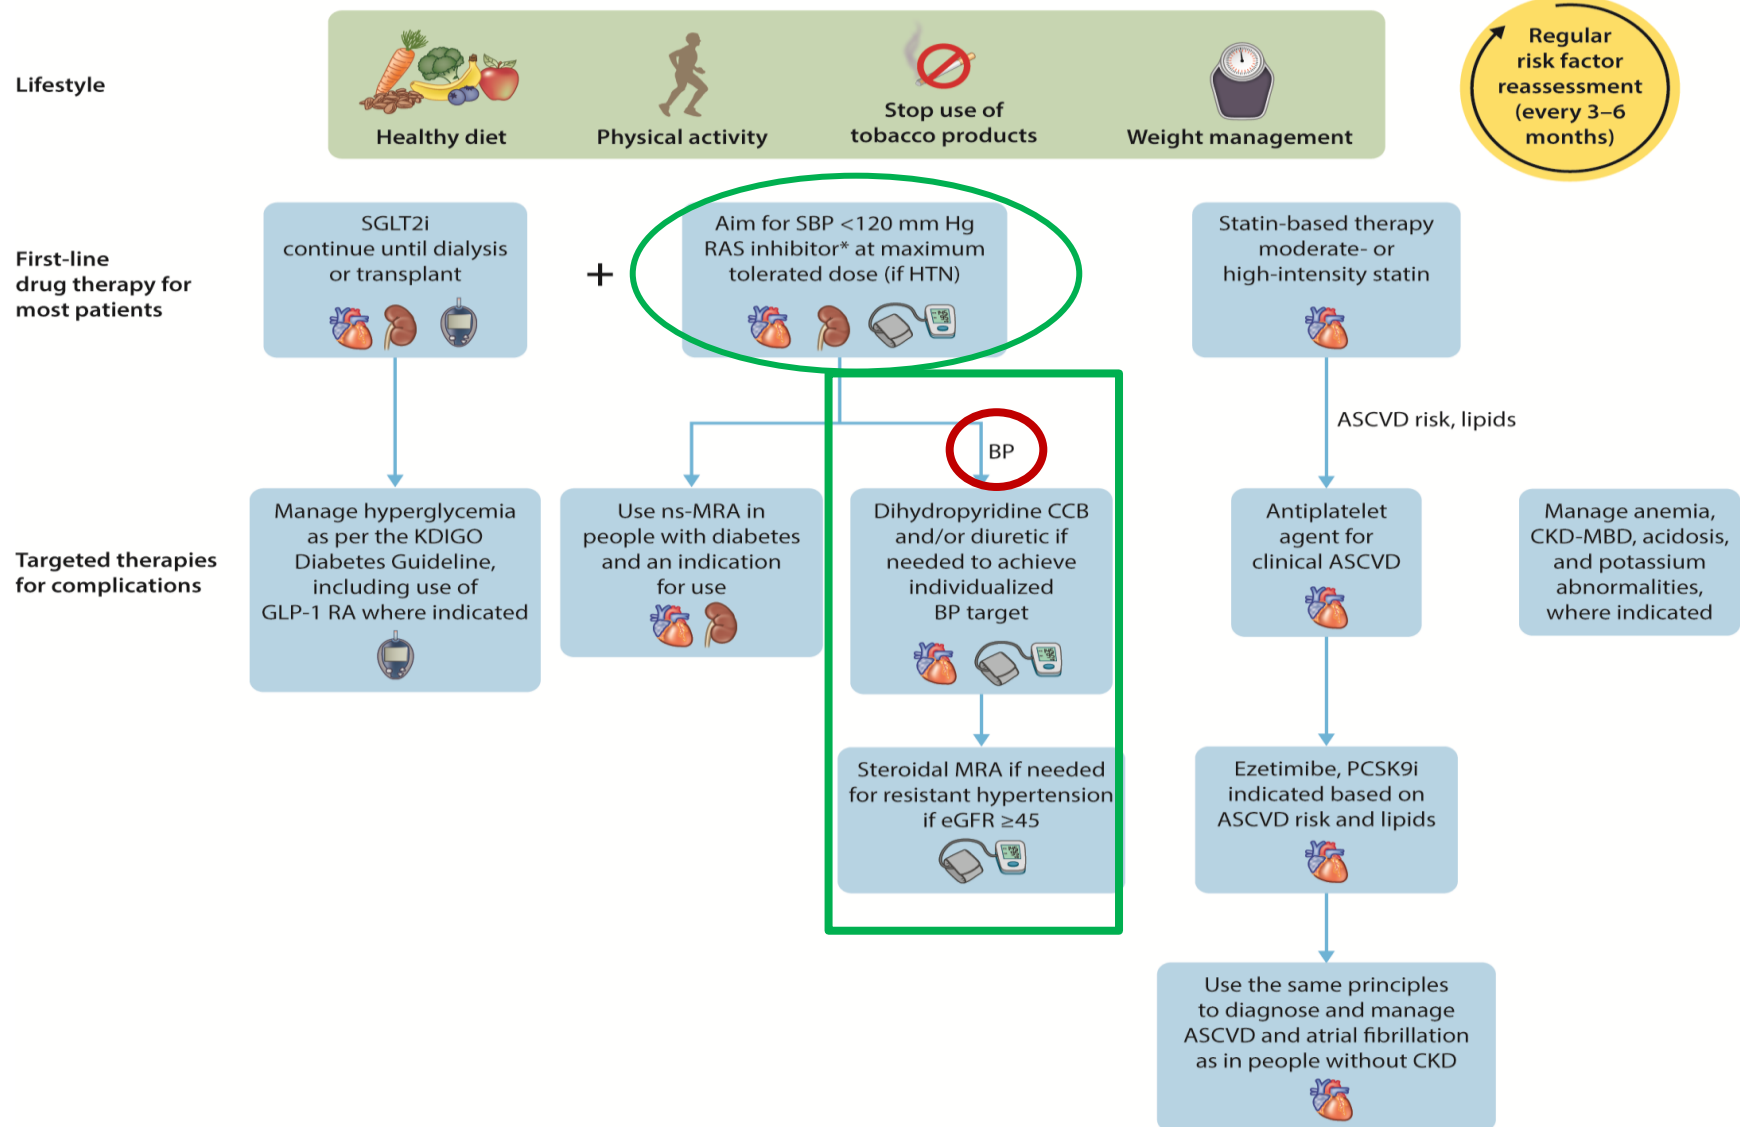 Lifestyle
Healthy diet
Physical activity
Stop use of
tobacco products
Weight management
Regular
risk factor
reassessment
(every 3–6
months)
First-line
drug therapy for
most patients
SGLT2i
continue until dialysis
or transplant
+
Aim for SBP <120 mm Hg
RAS inhibitor* at maximum
tolerated dose (if HTN)
Statin-based therapy
moderate- or
high-intensity statin
BP
ASCVD risk, lipids
Targeted therapies
for complications
Manage hyperglycemia
as per the KDIGO
Diabetes Guideline,
including use of
GLP-1 RA where indicated
Use ns-MRA in
people with diabetes
and an indication
for use
Dihydropyridine CCB
and/or diuretic if
needed to achieve
individualized
BP target
Antiplatelet
agent for
clinical ASCVD
Manage anemia,
CKD-MBD, acidosis,
and potassium
abnormalities,
where indicated
Steroidal MRA if needed
for resistant hypertension
if eGFR ≥45
Ezetimibe, PCSK9i
indicated based on
ASCVD risk and lipids
Use the same principles
to diagnose and manage
ASCVD and atrial fibrillation
as in people without CKD